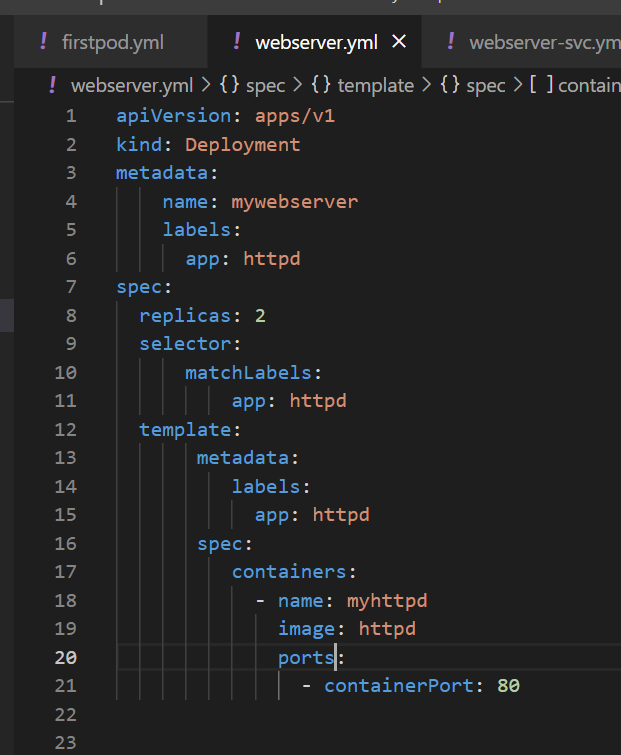 ! firstpod.yml ! webserver.yml × ! webserver-svc.ym
! webserver.yml > {} spec > {} template > {} spec > [ ] contain
1 apiVersion: apps/v1
2 kind: Deployment
3 metadata:
4 name: mywebserver
5 labels:
6 app: httpd
7 spec:
8 replicas: 2
9 selector:
10 matchLabels:
11 app: httpd
12 template:
13 metadata:
14 labels:
15 app: httpd
16 spec:
17 containers:
18 - name: myhttpd
19 image: httpd
20 ports:
21 - containerPort: 80
22
23